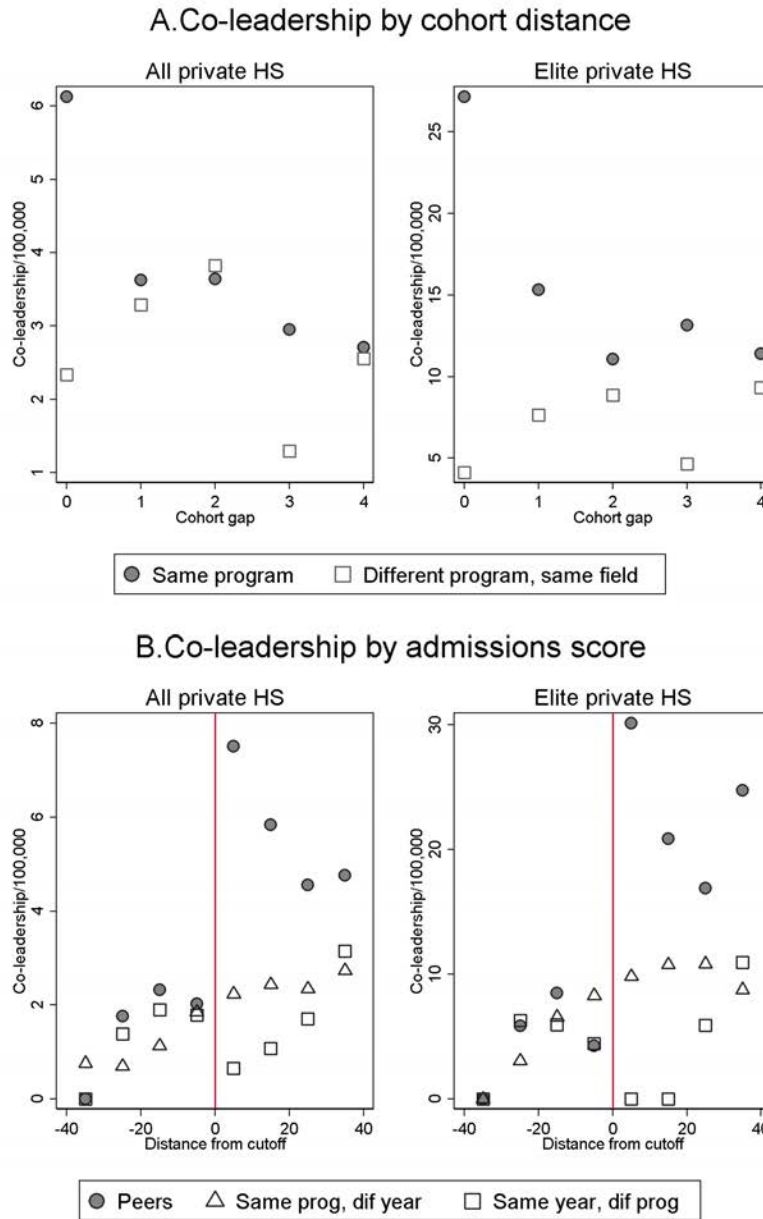 A.Co-leadership by cohort distance
All private HS
Elite private HS
Co-leadership/100,000
6
5
4
3
2
1
0 1 2 3 4
Cohort gap
Co-leadership/100,000
25
20
15
10
5
0 1 2 3 4
Cohort gap
Same program Different program, same field
B.Co-leadership by admissions score
All private HS
Elite private HS
Co-leadership/100,000
8
6
4
2
0
-40 -20 0 20 40
Distance from cutoff
Co-leadership/100,000
30
20
10
0
-40 -20 0 20 40
Distance from cutoff
Peers Same prog, dif year Same year, dif prog